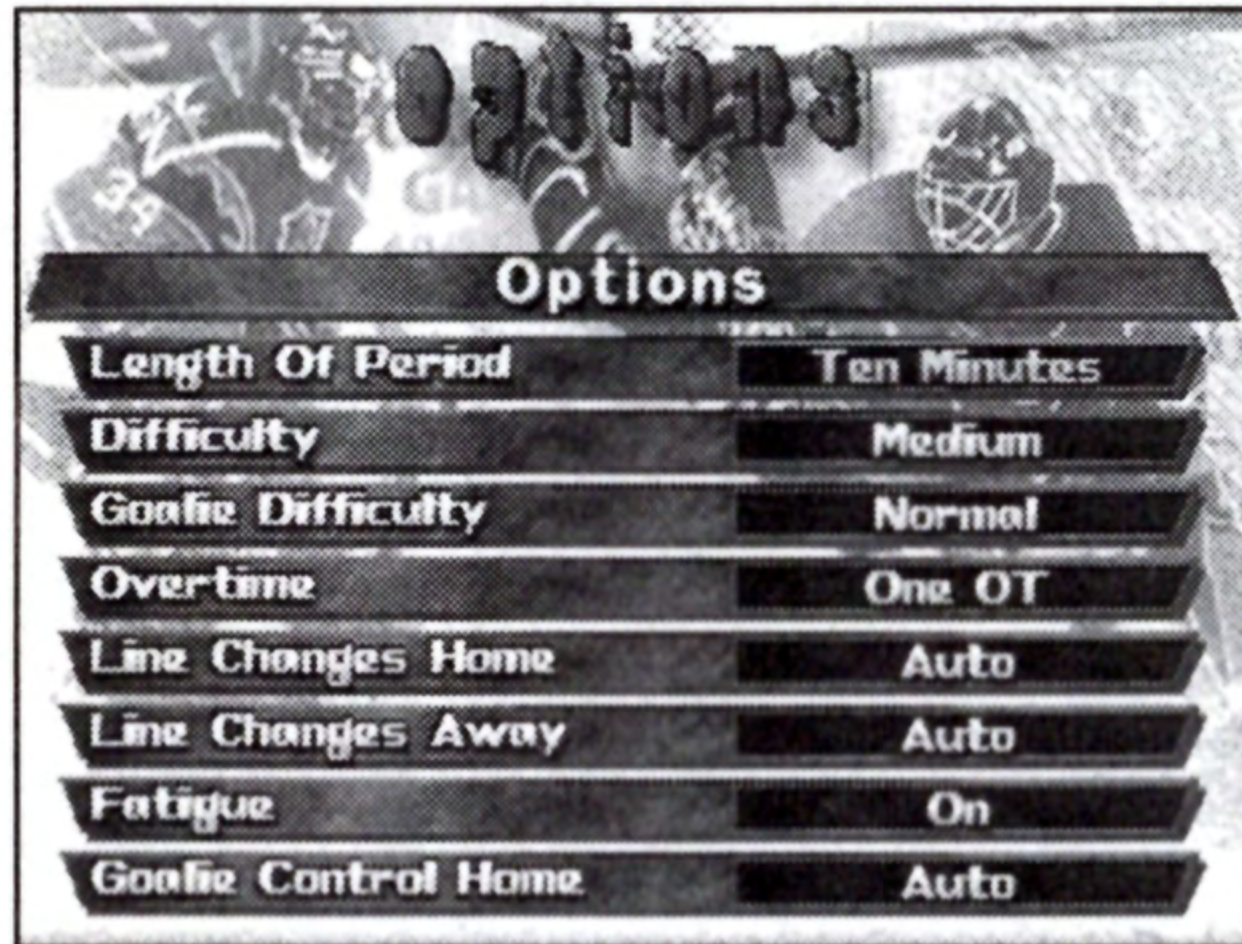 Options
Options
Length Of Period Ten Minutes
Difficulty Medium
Goalie Difficulty Normal
Overtime One OT
Line Changes Home Auto
Line Changes Away Auto
Fatigue On
Goalie Control Home Auto